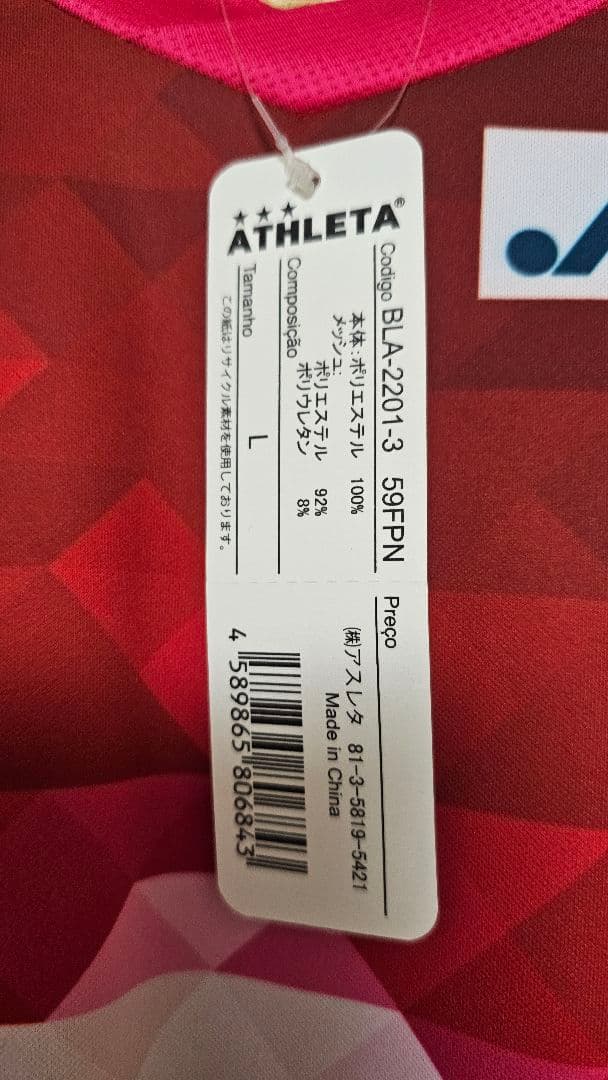 ★★★
ATHLETA®
Codigo BLA-2201-3 59FPN
本体:ポリエステル 100%
メッシュ:
ポリエステル 92%
ポリウレタン 8%
Composição
Tamanho L
この紙はリサイクル素材を使用しております。
Preço
(株)アスレタ 81-3-5819-5421
Made in China
4 589865 806843